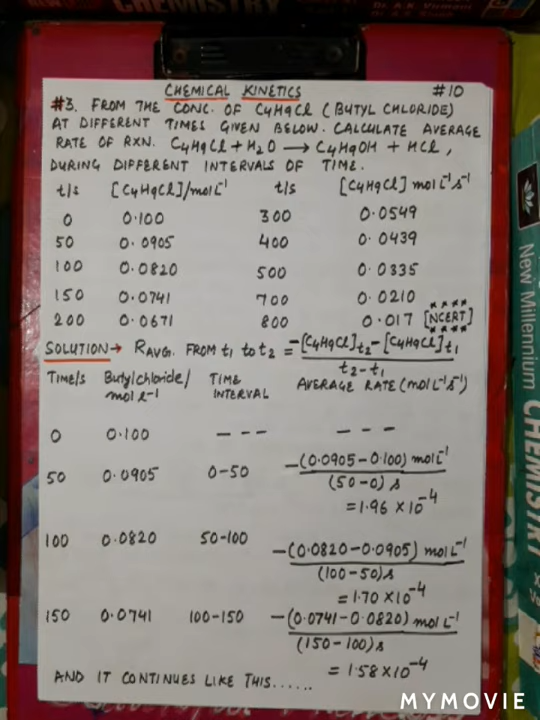 CHEMISTRY
Dr. A.K. Virmani
CHEMICAL KINETICS #10
#3. FROM THE CONC. OF C4H9Cl (BUTYL CHLORIDE)
AT DIFFERENT TIMES GIVEN BELOW. CALCULATE AVERAGE
RATE OF RXN. C4H9Cl + H2O → C4H9OH + HCl,
DURING DIFFERENT INTERVALS OF TIME.
t/s [C4H9Cl]/mol L⁻¹ t/s [C4H9Cl] mol L⁻¹ s⁻¹
0 0.100 300 0.0549
50 0.0905 400 0.0439
100 0.0820 500 0.0335
150 0.0741 700 0.0210
200 0.0671 800 0.017 [NCERT]
SOLUTION → RAVG. FROM t1 to t2 = -[C4H9Cl]t2 - [C4H9Cl]t1
t2 - t1
TIME/s Butylchloride/ TIME AVERAGE RATE (mol L⁻¹ s⁻¹)
mol l⁻¹ INTERVAL
0 0.100 --- ---
50 0.0905 0-50 -(0.0905-0.100) mol L⁻¹
(50-0) s
= 1.96 × 10⁻⁴
100 0.0820 50-100 -(0.0820-0.0905) mol L⁻¹
(100-50) s
= 1.70 × 10⁻⁴
150 0.0741 100-150 -(0.0741-0.0820) mol L⁻¹
(150-100) s
= 1.58 × 10⁻⁴
AND IT CONTINUES LIKE THIS......
New Millennium
CHEMISTRY
MYMOVIE